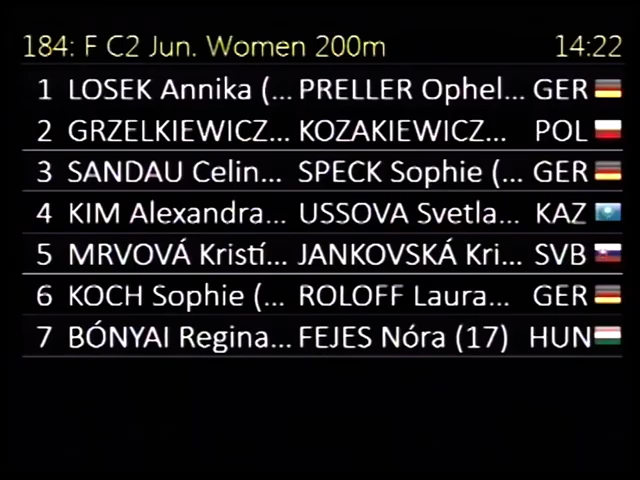 184: F C2 Jun. Women 200m 14:22
1 LOSEK Annika (... PRELLER Ophel... GER
2 GRZELKIEWICZ... KOZAKIEWICZ... POL
3 SANDAU Celin... SPECK Sophie (... GER
4 KIM Alexandra... USSOVA Svetla... KAZ
5 MRVOVÁ Kristí... JANKOVSKÁ Kri... SVB
6 KOCH Sophie (... ROLOFF Laura... GER
7 BÓNYAI Regina... FEJES Nóra (17) HUN